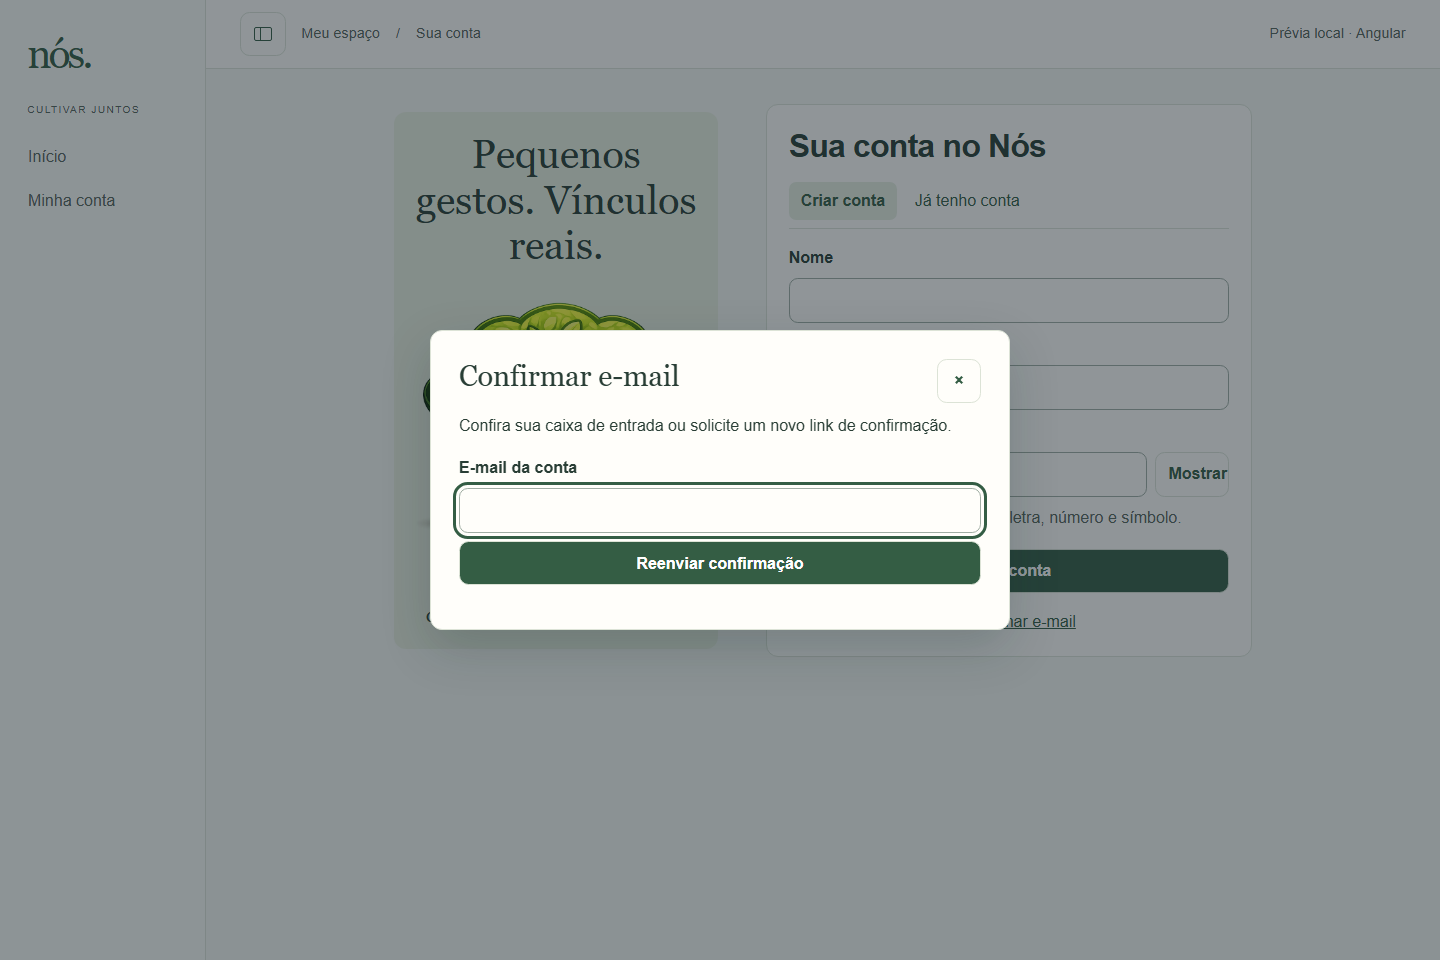 nós.
CULTIVAR JUNTOS
Início
Minha conta
Meu espaço / Sua conta
Prévia local · Angular
Pequenos
gestos. Vínculos
reais.
Sua conta no Nós
Criar conta
Já tenho conta
Nome
Mostrar
letra, número e símbolo.
conta
e-mail
Confirmar e-mail
×
Confira sua caixa de entrada ou solicite um novo link de confirmação.
E-mail da conta
Reenviar confirmação